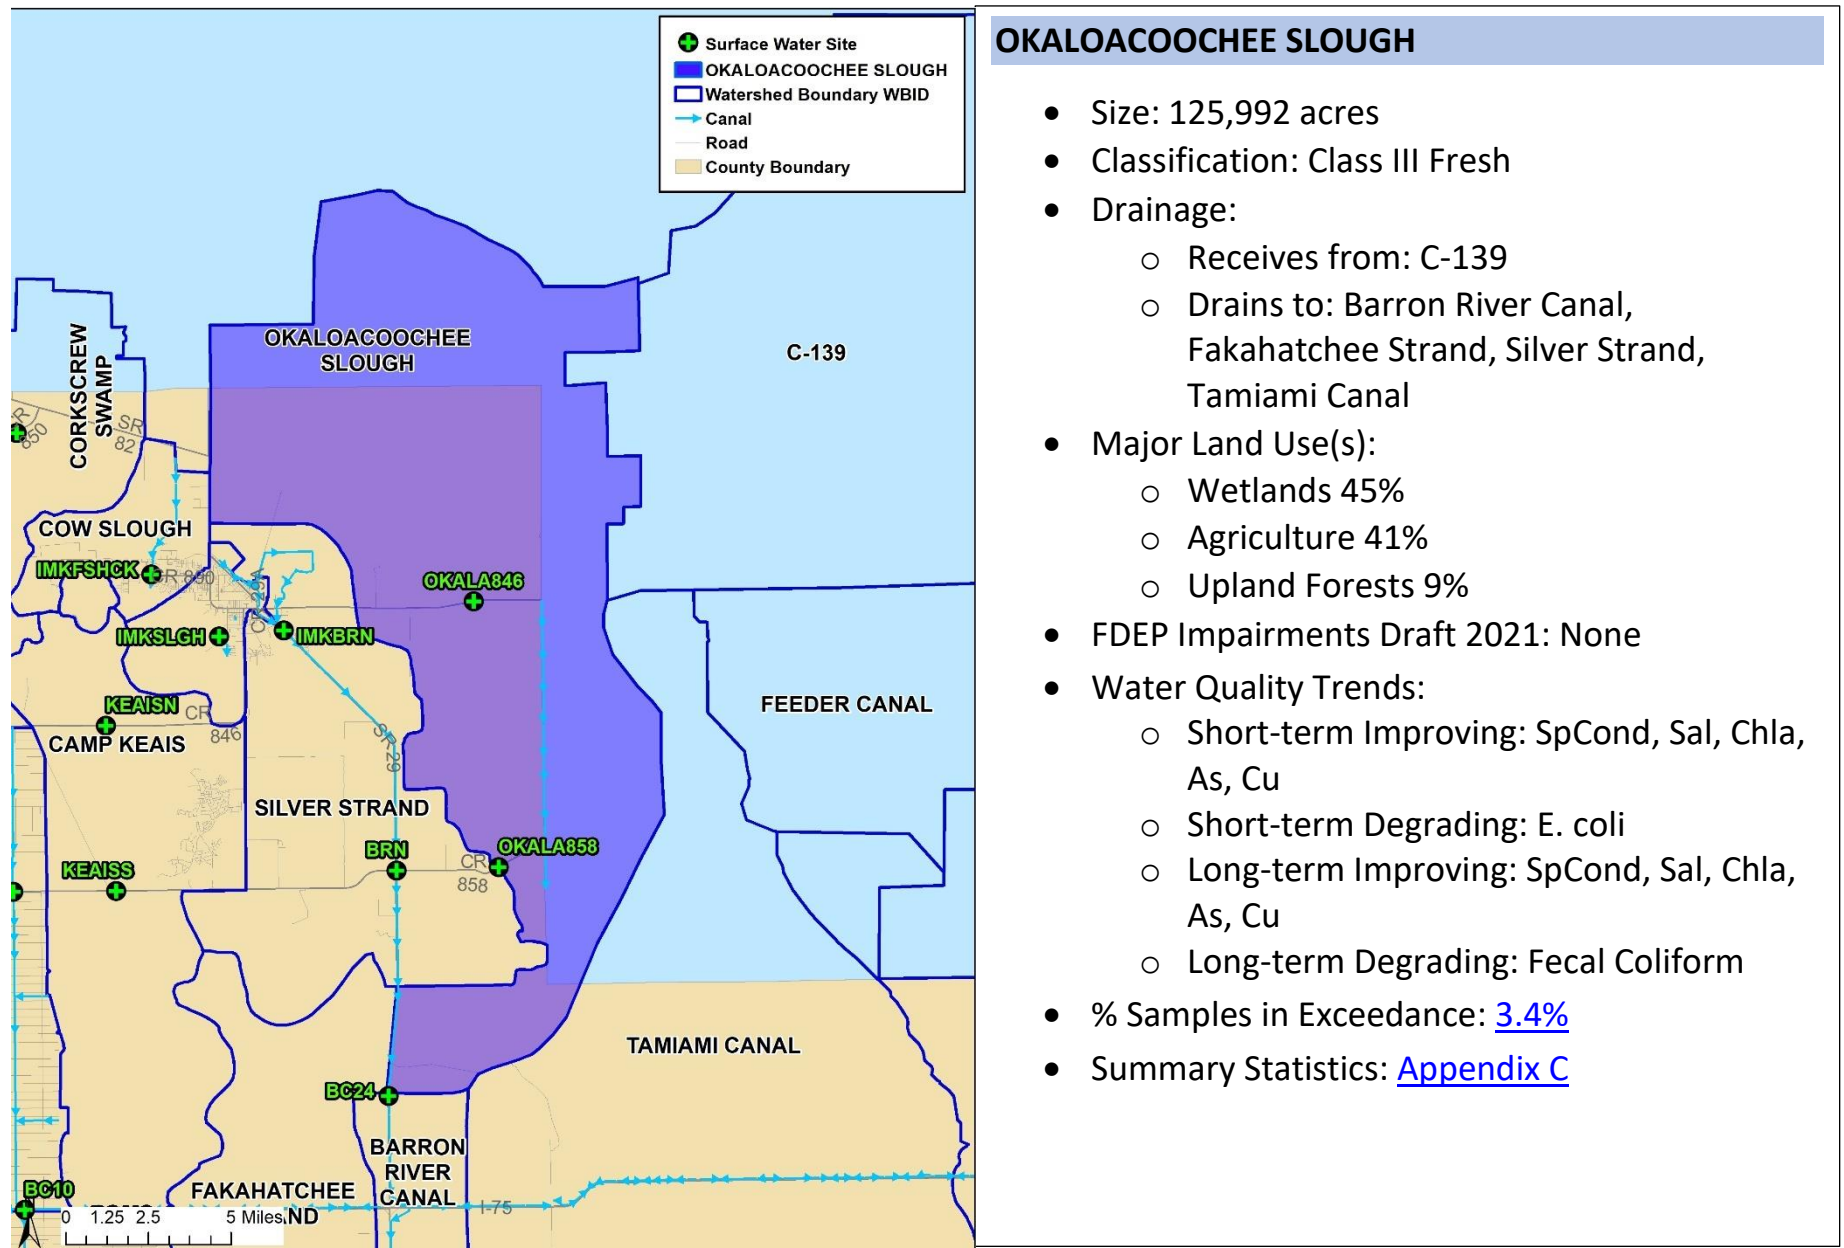 Surface Water Site
OKALOACOOCHEE SLOUGH
Watershed Boundary WBID
Canal
Road
County Boundary
OKALOACOOCHEE
SLOUGH
C-139
CORKSCREW
SWAMP
SR
82
850
COW SLOUGH
IMKFSHCK
CR 890
CR 29A
OKALA846
IMKSLGH
IMKBRN
KEAISN
CR
846
CAMP KEAIS
SR 29
FEEDER CANAL
SILVER STRAND
BRN
OKALA858
CR
858
KEAISS
TAMIAMI CANAL
BC24
BARRON
RIVER
CANAL
BC10
FAKAHATCHEE
I-75
0 1.25 2.5 5 Miles
ND
OKALOACOOCHEE SLOUGH
• Size: 125,992 acres
• Classification: Class III Fresh
• Drainage:
o Receives from: C-139
o Drains to: Barron River Canal,
Fakahatchee Strand, Silver Strand,
Tamiami Canal
• Major Land Use(s):
o Wetlands 45%
o Agriculture 41%
o Upland Forests 9%
• FDEP Impairments Draft 2021: None
• Water Quality Trends:
o Short-term Improving: SpCond, Sal, Chla,
As, Cu
o Short-term Degrading: E. coli
o Long-term Improving: SpCond, Sal, Chla,
As, Cu
o Long-term Degrading: Fecal Coliform
• % Samples in Exceedance: 3.4%
• Summary Statistics: Appendix C